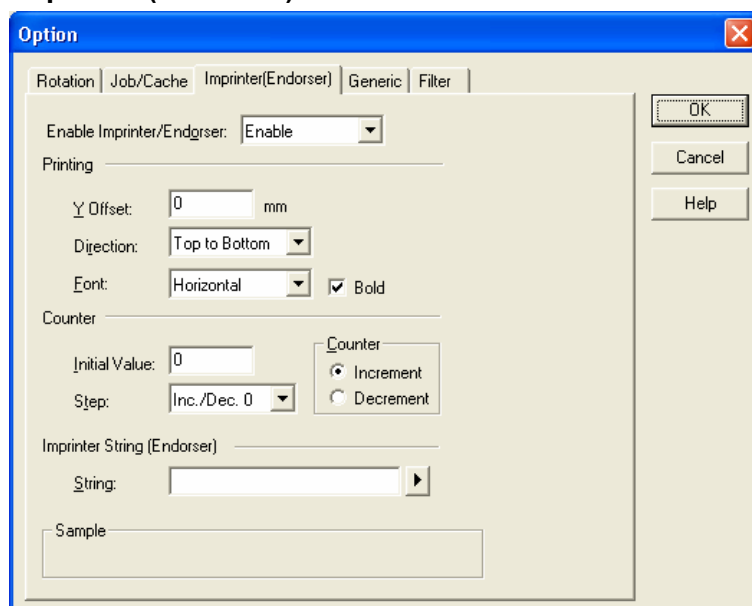 Option
Rotation Job/Cache Imprinter(Endorser) Generic Filter
OK
Cancel
Help
Enable Imprinter/Endorser: Enable
Printing
Y Offset: 0 mm
Direction: Top to Bottom
Font: Horizontal Bold
Counter
Initial Value: 0
Step: Inc./Dec. 0
Counter
Increment
Decrement
Imprinter String (Endorser)
String:
Sample